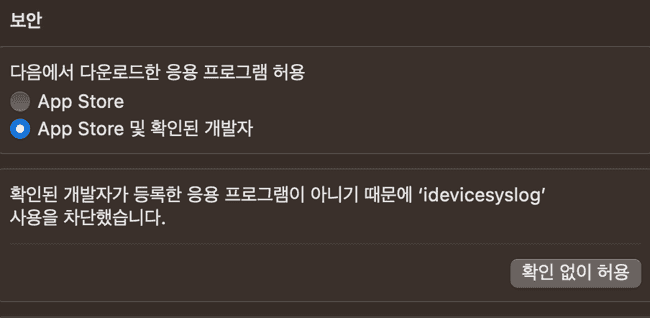 보안
다음에서 다운로드한 응용 프로그램 허용
App Store
App Store 및 확인된 개발자
확인된 개발자가 등록한 응용 프로그램이 아니기 때문에 ‘idevicesyslog’
사용을 차단했습니다.
확인 없이 허용